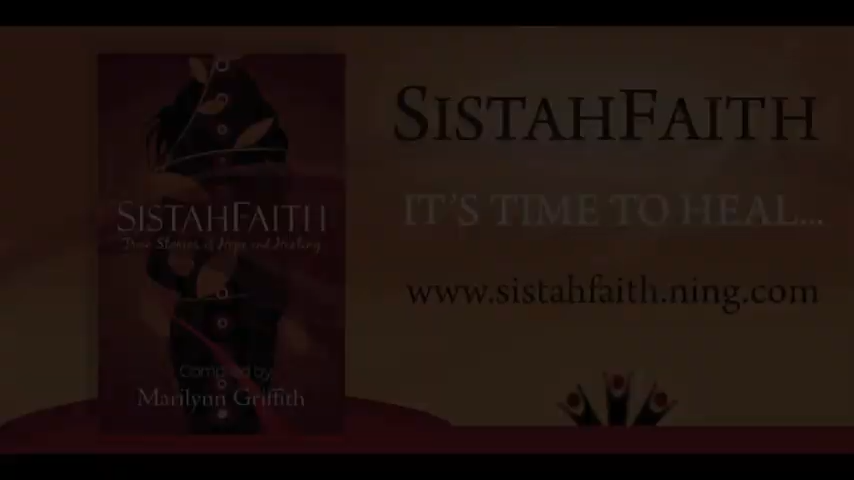 SISTAHFAITH
True Stories of Hope and Healing
Compiled by
Marilynn Griffith
SISTAHFAITH
IT'S TIME TO HEAL...
www.sistahfaith.ning.com